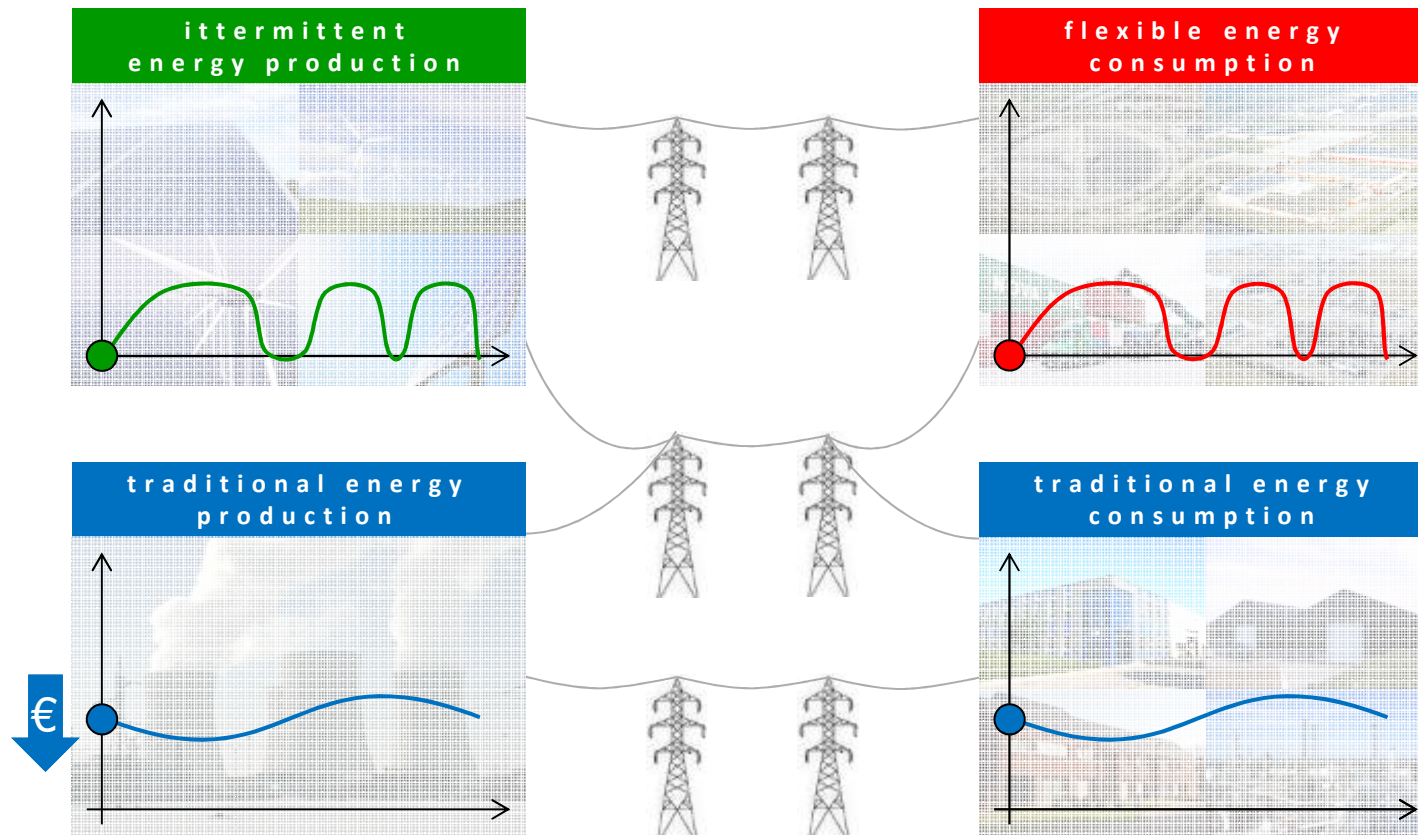 ittermittent
energy production
flexible energy
consumption
traditional energy
production
traditional energy
consumption
€